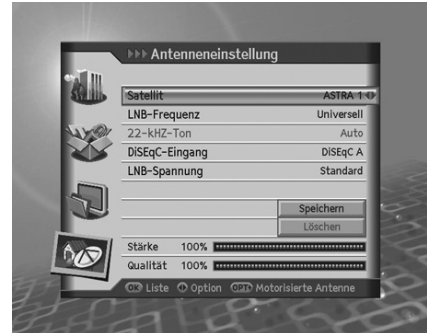 Antenneneinstellung
Satellit ASTRA 1
LNB-Frequenz Universell
22-kHZ-Ton Auto
DiSEqC-Eingang DiSEqC A
LNB-Spannung Standard
Speichern
Löschen
Stärke 100%
Qualität 100%
OK Liste Option OPT Motorisierte Antenne